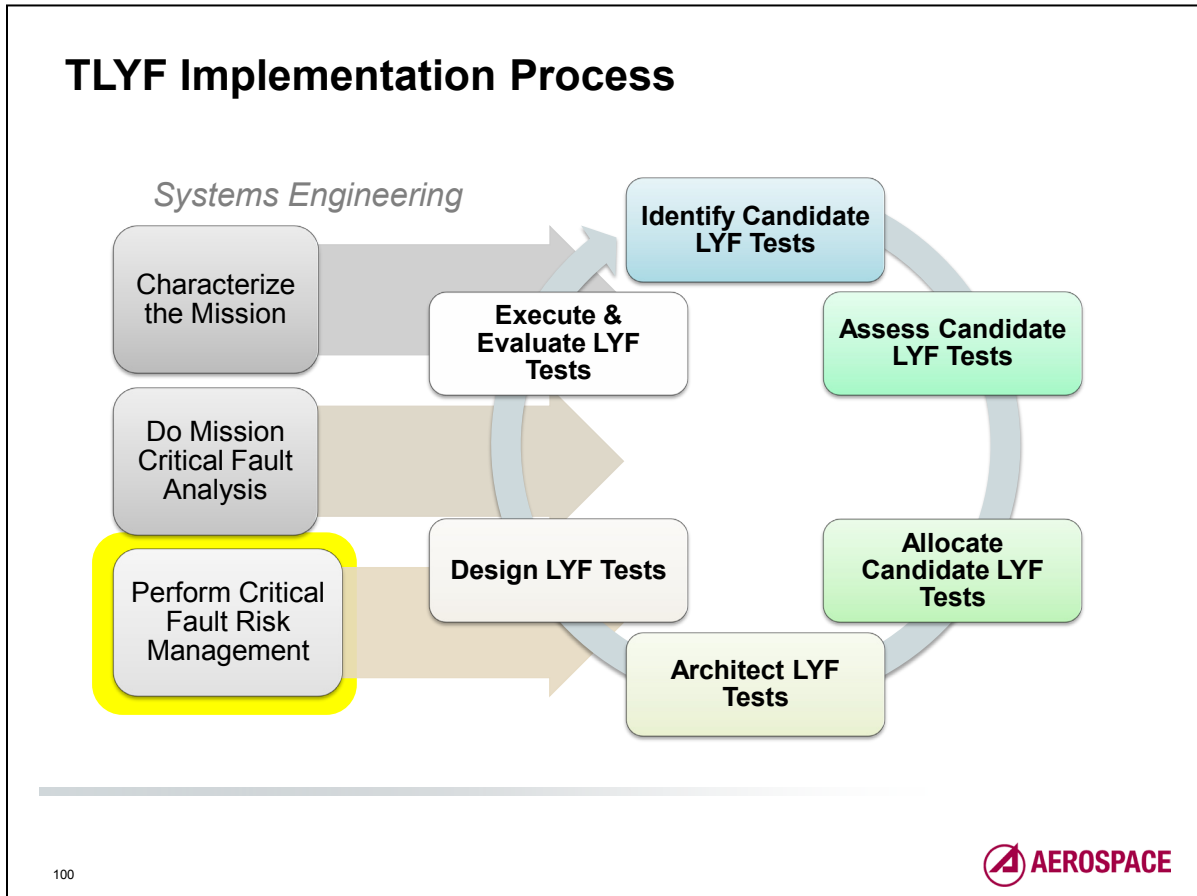 TLYF Implementation Process
Systems Engineering
Characterize
the Mission
Do Mission
Critical Fault
Analysis
Perform Critical
Fault Risk
Management
Identify Candidate
LYF Tests
Assess Candidate
LYF Tests
Allocate
Candidate LYF
Tests
Architect LYF
Tests
Design LYF Tests
Execute &
Evaluate LYF
Tests
100
AEROSPACE